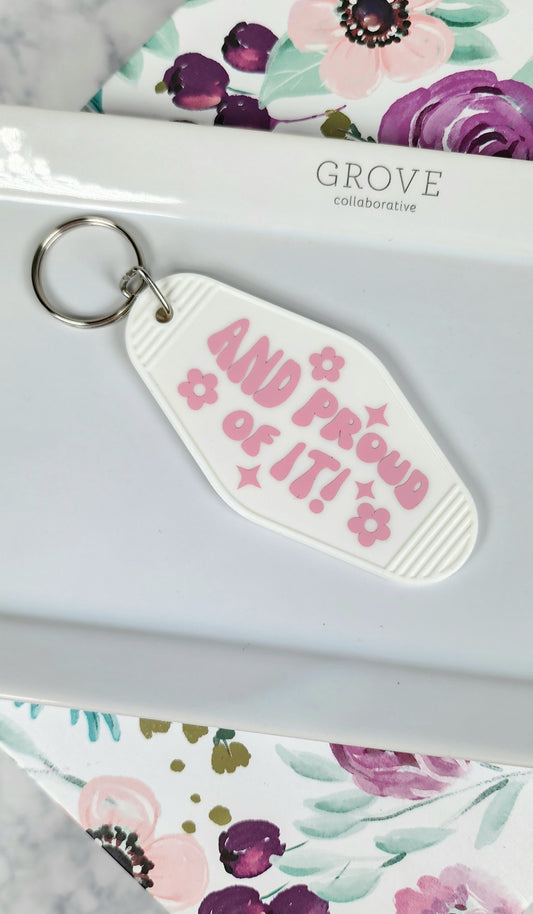 GROVE
collaborative
AND PROUD
OF IT!